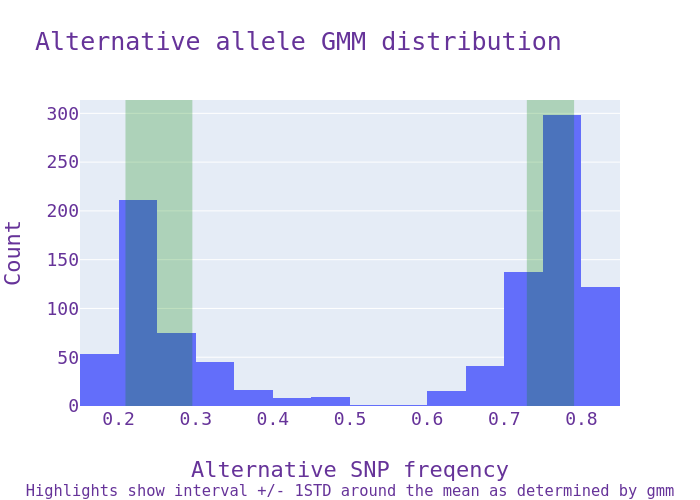 Alternative allele GMM distribution
300
250
200
150
100
50
0
Count
0.2 0.3 0.4 0.5 0.6 0.7 0.8
Alternative SNP freqency
Highlights show interval +/- 1STD around the mean as determined by gmm